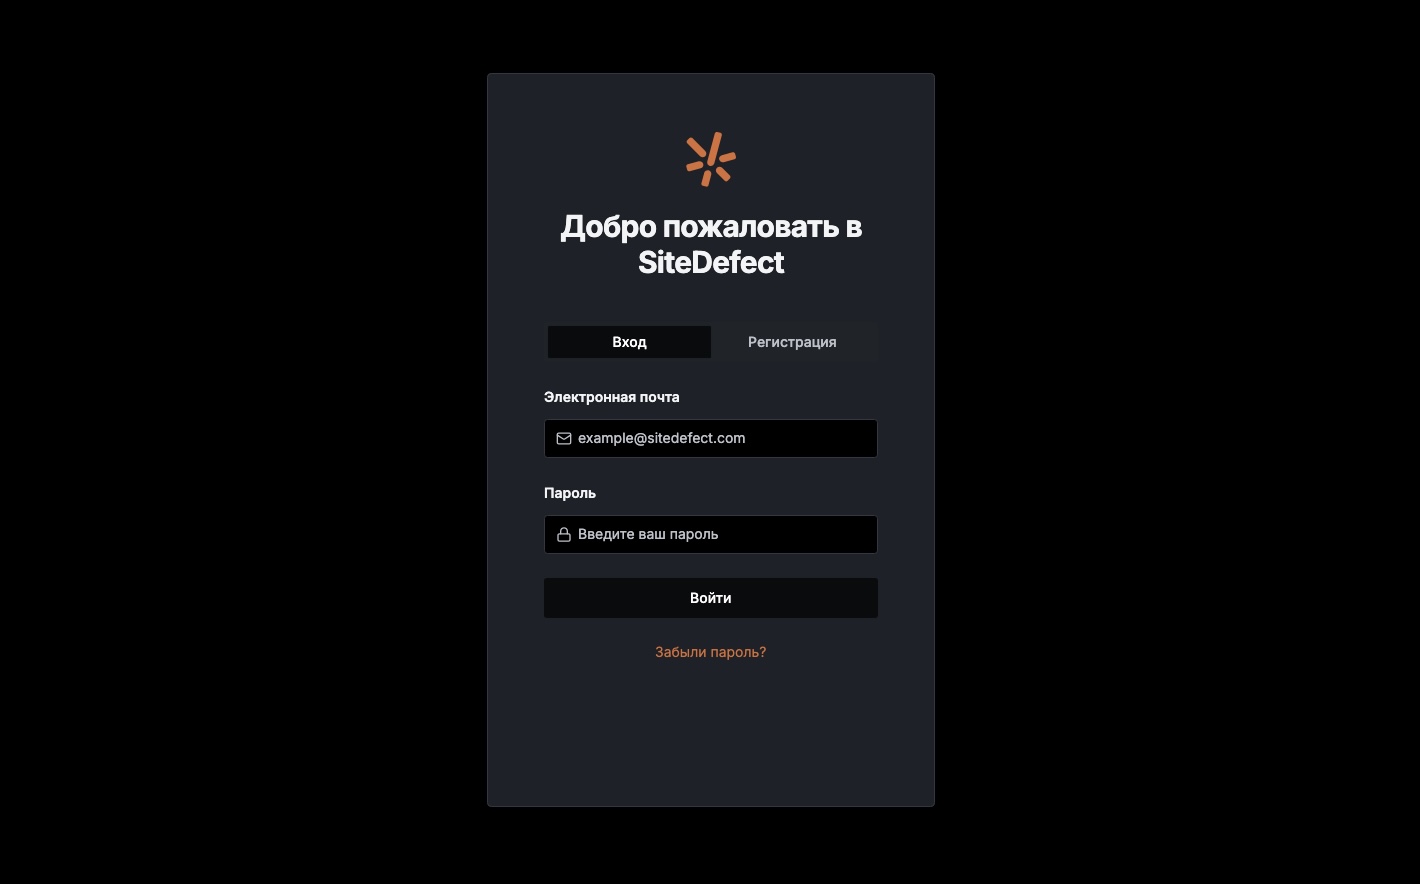 Добро пожаловать в
SiteDefect
Вход
Регистрация
Электронная почта
example@sitedefect.com
Пароль
Введите ваш пароль
Войти
Забыли пароль?